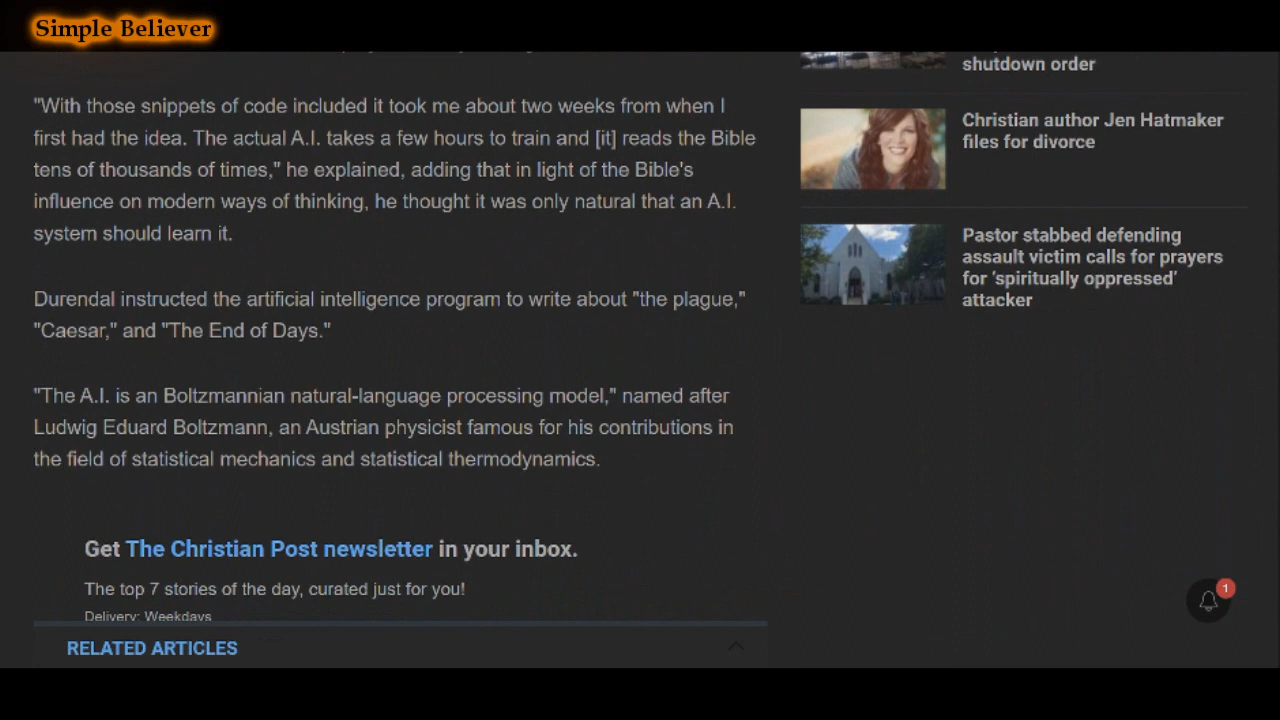 Simple Believer
"With those snippets of code included it took me about two weeks from when I
first had the idea. The actual A.I. takes a few hours to train and [it] reads the Bible
tens of thousands of times," he explained, adding that in light of the Bible's
influence on modern ways of thinking, he thought it was only natural that an A.I.
system should learn it.
Durendal instructed the artificial intelligence program to write about "the plague,"
"Caesar," and "The End of Days."
"The A.I. is an Boltzmannian natural-language processing model," named after
Ludwig Eduard Boltzmann, an Austrian physicist famous for his contributions in
the field of statistical mechanics and statistical thermodynamics.
Get The Christian Post newsletter in your inbox.
The top 7 stories of the day, curated just for you!
Delivery: Weekdays
RELATED ARTICLES
shutdown order
Christian author Jen Hatmaker
files for divorce
Pastor stabbed defending
assault victim calls for prayers
for 'spiritually oppressed'
attacker
1